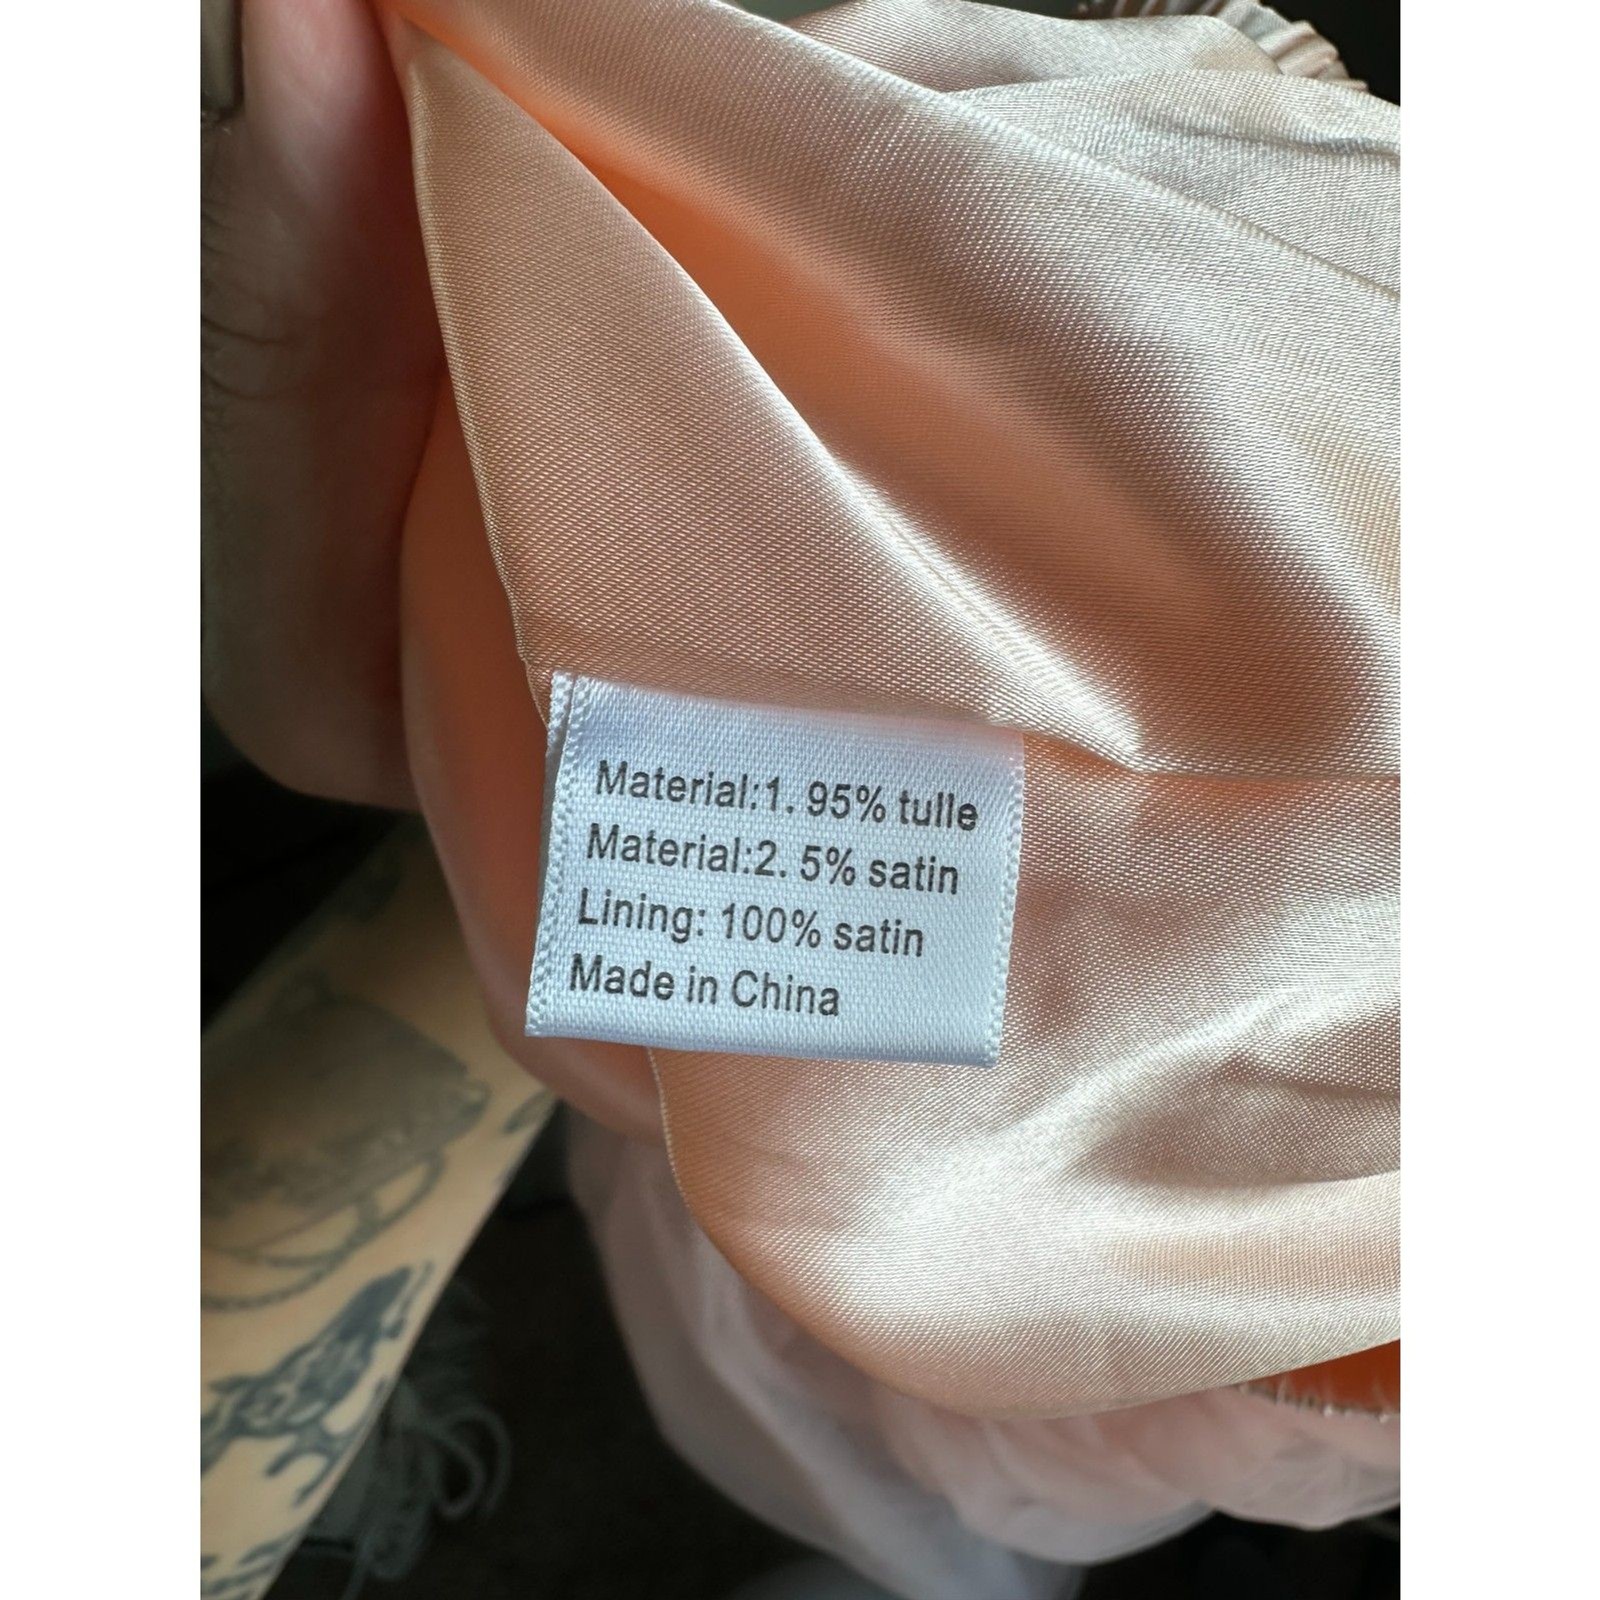 Material:1. 95% tulle
Material:2. 5% satin
Lining: 100% satin
Made in China